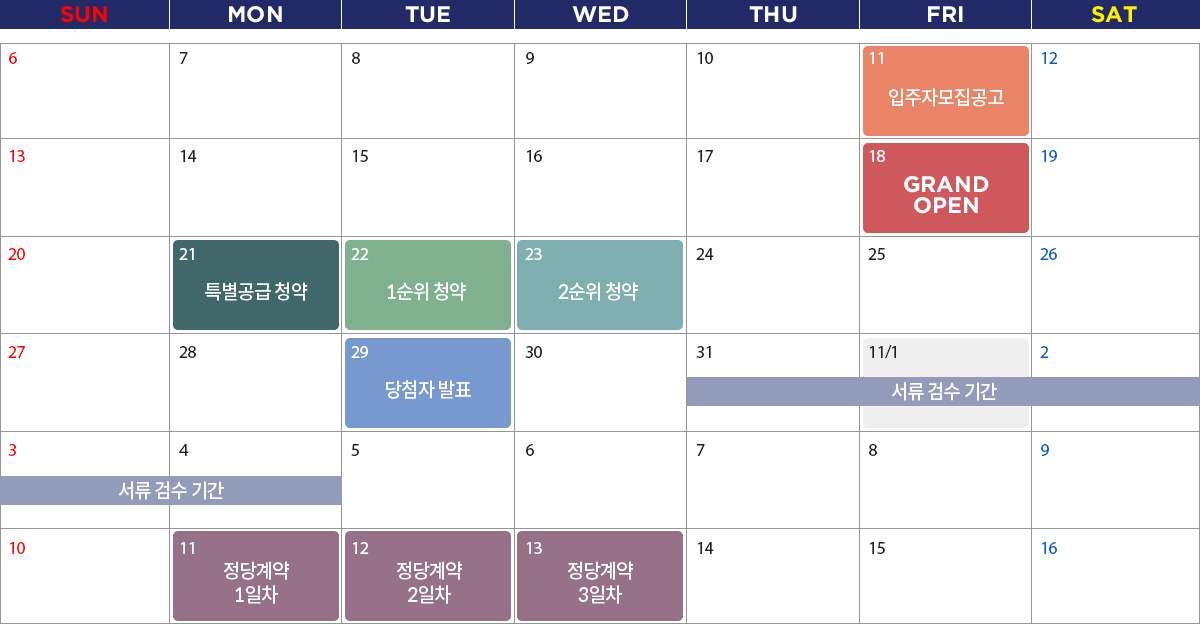 SUN MON TUE WED THU FRI SAT
6 7 8 9 10 11 12
입주자모집공고
13 14 15 16 17 18 19
GRAND
OPEN
20 21 22 23 24 25 26
특별공급 청약 1순위 청약 2순위 청약
27 28 29 30 31 11/1 2
당첨자 발표 서류 검수 기간
3 4 5 6 7 8 9
서류 검수 기간
10 11 12 13 14 15 16
정당계약 정당계약 정당계약
1일차 2일차 3일차